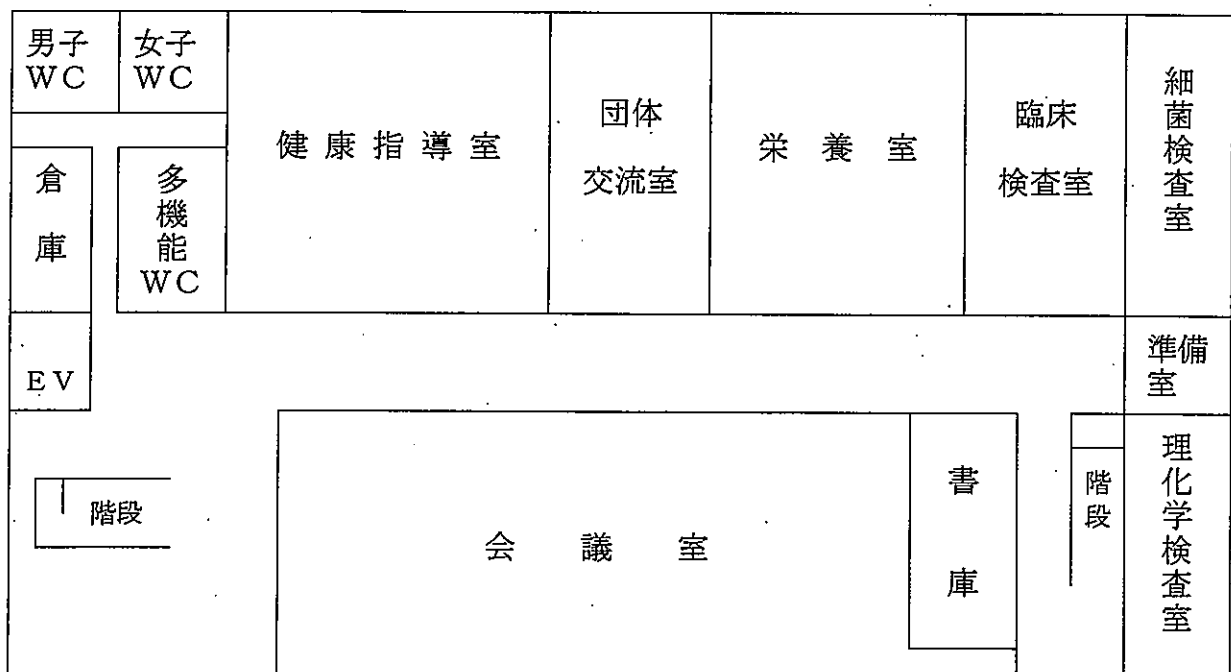 男子
WC
女子
WC
健康指導室
団体
交流室
栄養室
臨床
検査室
細菌検査室
倉庫
多機能
WC
EV
準備
室
階段
会議室
書庫
階段
理化学検査室